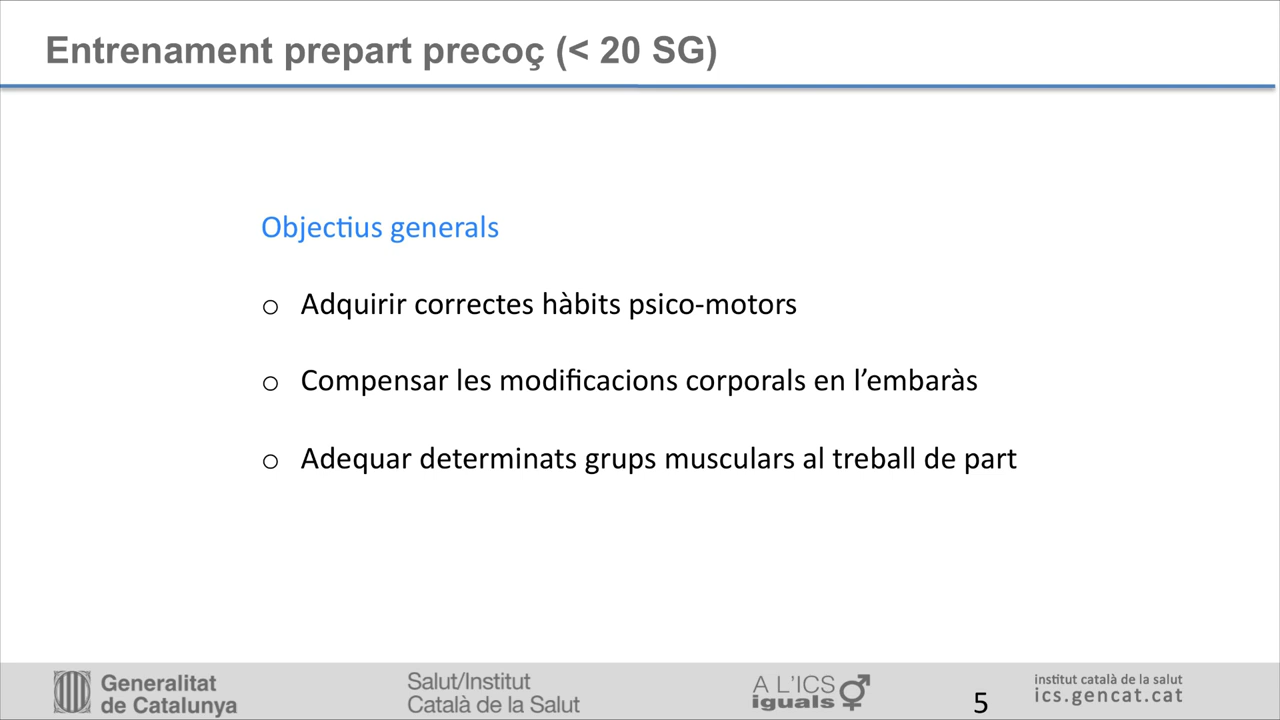 Entrenament prepart precoç (< 20 SG)
Objectius generals
o Adquirir correctes hàbits psico-motors
o Compensar les modificacions corporals en l’embaràs
o Adequar determinats grups musculars al treball de part
Generalitat
de Catalunya
Salut/Institut
Català de la Salut
A L'ICS
iguals
5
institut català de la salut
ics.gencat.cat